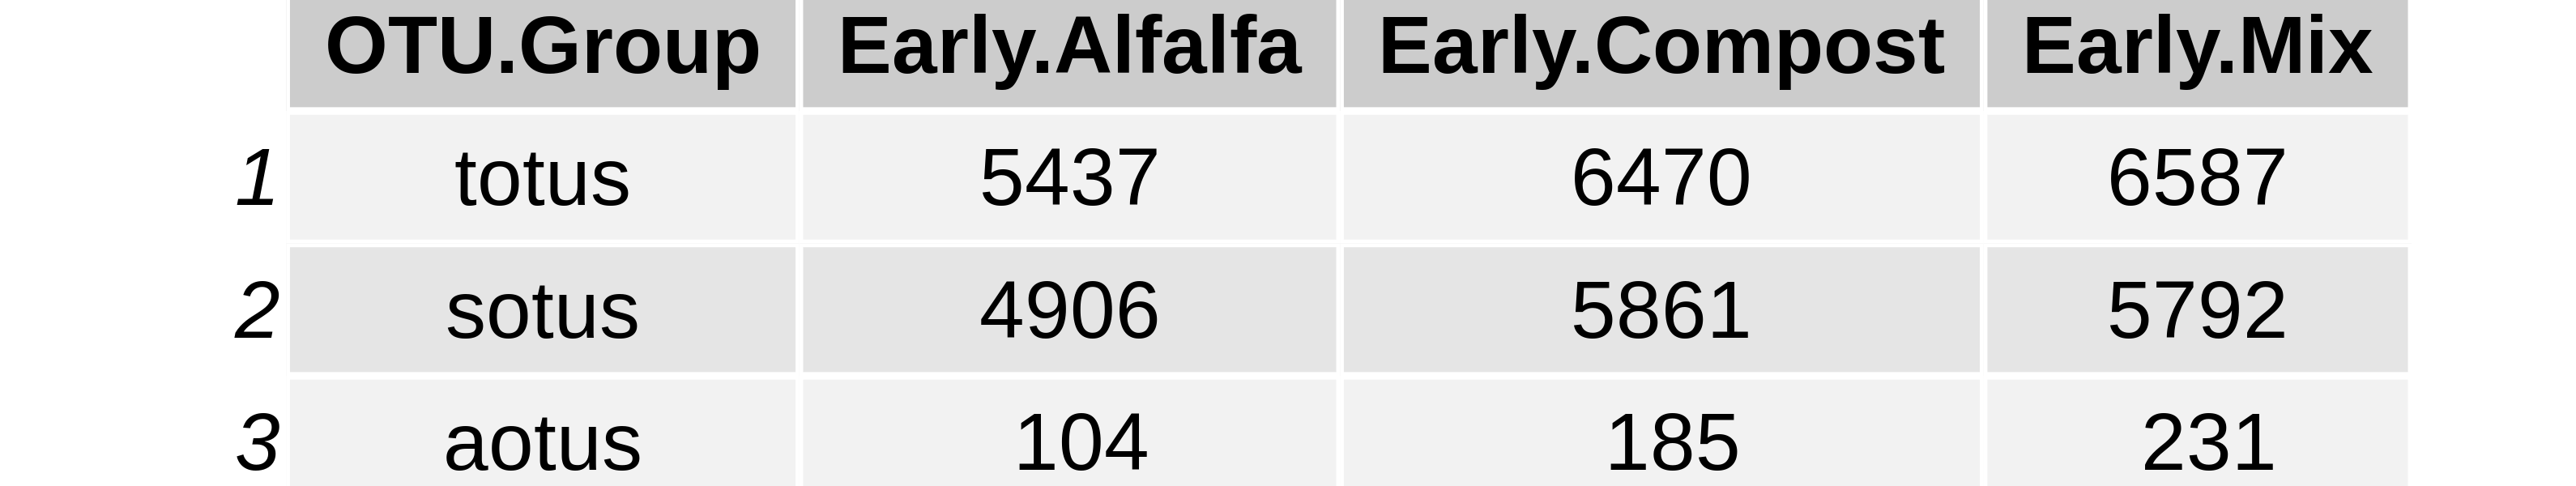 OTU.Group Early.Alfalfa Early.Compost Early.Mix
1 totus 5437 6470 6587
2 sotus 4906 5861 5792
3 aotus 104 185 231